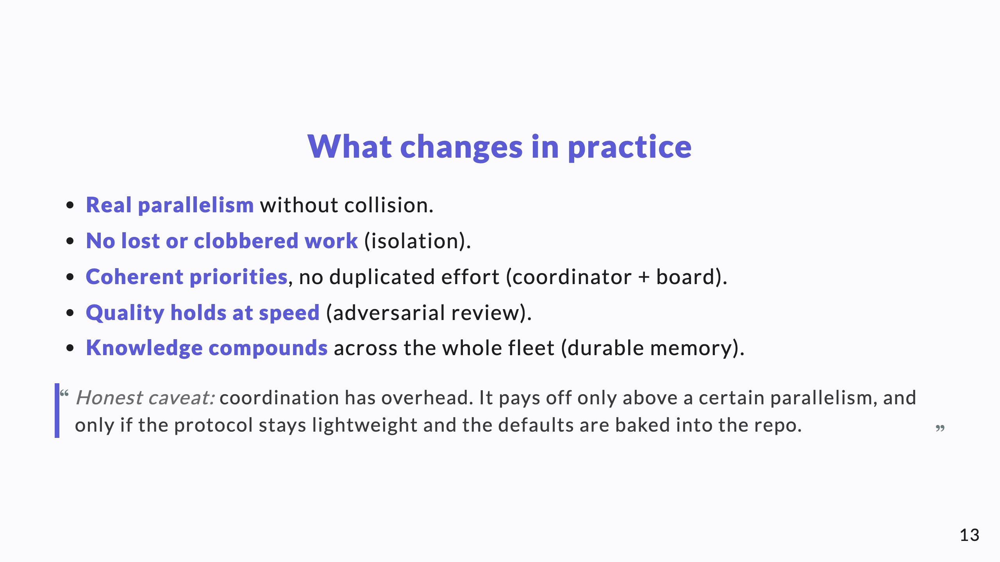 What changes in practice
• Real parallelism without collision.
• No lost or clobbered work (isolation).
• Coherent priorities, no duplicated effort (coordinator + board).
• Quality holds at speed (adversarial review).
• Knowledge compounds across the whole fleet (durable memory).
“ Honest caveat: coordination has overhead. It pays off only above a certain parallelism, and
only if the protocol stays lightweight and the defaults are baked into the repo. ”
13